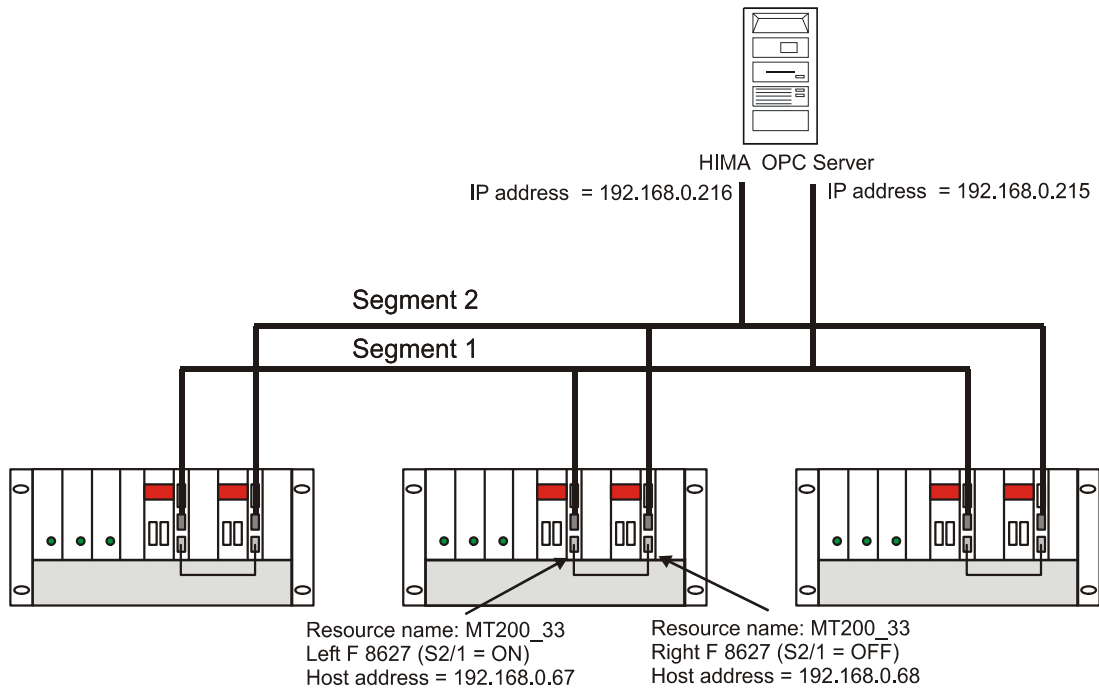 HIMA OPC Server
IP address = 192.168.0.216
IP address = 192.168.0.215
Segment 2
Segment 1
Resource name: MT200_33
Left F 8627 (S2/1 = ON)
Host address = 192.168.0.67
Resource name: MT200_33
Right F 8627 (S2/1 = OFF)
Host address = 192.168.0.68